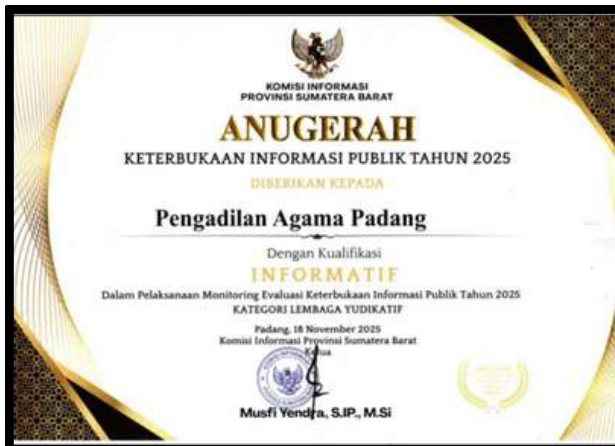 KOMISI INFORMASI
PROVINSI SUMATERA BARAT
ANUGERAH
KETERBUKAAN INFORMASI PUBLIK TAHUN 2025
DIBERIKAN KEPADA
Pengadilan Agama Padang
Dengan Kualifikasi
INFORMATIF
Dalam Pelaksanaan Monitoring Evaluasi Keterbukaan Informasi Publik Tahun 2025
KATEGORI LEMBAGA YUDIKATIF
Padang, 18 November 2025
Komisi Informasi Provinsi Sumatera Barat
Ketua
Musfi Yendra, S.IP., M.Si